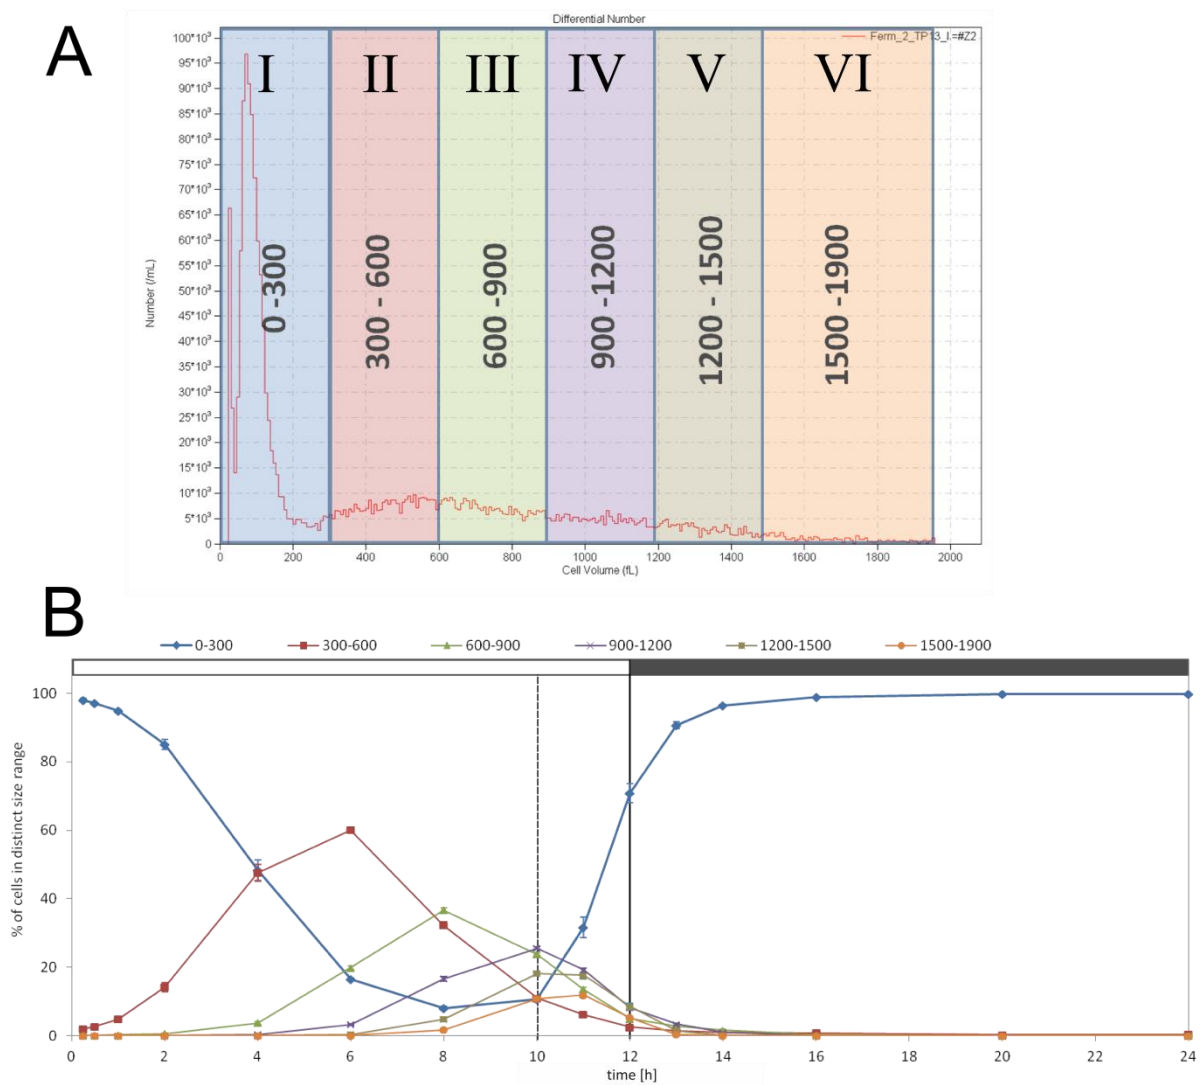 A
Differential Number
Ferm_2_TP13_I.=#Z2
I II III IV V VI
100*10³
95*10³
90*10³
85*10³
80*10³
75*10³
70*10³
65*10³
60*10³
55*10³
50*10³
45*10³
40*10³
35*10³
30*10³
25*10³
20*10³
15*10³
10*10³
5*10³
0
Number (/mL)
0 -300
300 - 600
600 -900
900 -1200
1200 - 1500
1500 -1900
0 200 400 600 800 1000 1200 1400 1600 1800 2000
Cell Volume (fL)
B
0-300 300-600 600-900 900-1200 1200-1500 1500-1900
100
80
60
40
20
0
% of cells in distinct size range
0 2 4 6 8 10 12 14 16 18 20 22 24
time [h]